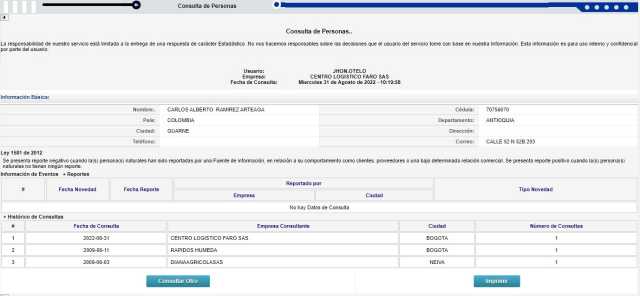 Consulta de Personas
Consulta de Personas..
La responsabilidad de nuestro servicio está limitada a la entrega de una respuesta de carácter Estadístico. No nos hacemos responsables sobre las decisiones que el usuario del servicio tome con base en nuestra información. Esta información es para uso interno y confidencial
por parte del usuario.
Usuario: JHON.OTELO
Empresa: CENTRO LOGISTICO FARO SAS
Fecha de Consulta: Miercoles 31 de Agosto de 2022 - 10:19:58
Información Básica:
Nombre:. CARLOS ALBERTO RAMIREZ ARTEAGA Cédula: 70756070
País: COLOMBIA Departamento: ANTIOQUIA
Ciudad: GUARNE Dirección:
Teléfono: Correo: CALLE 52 N 52B 203
Ley 1581 de 2012
Se presenta reporte negativo cuando la(s) persona(s) naturales han sido reportadas por una Fuente de información, en relación a su comportamiento como clientes, proveedores o una baja determinada relación comercial. Se presenta reporte positivo cuando la(s) persona(s)
naturales no tienen ningún reporte.
Información de Eventos • Reportes
# Fecha Novedad Fecha Reporte Reportado por Tipo Novedad
Empresa Ciudad
No hay Datos de Consulta
• Histórico de Consultas
# Fecha de Consulta Empresa Consultante Ciudad Número de Consultas
1 2022-08-31 CENTRO LOGISTICO FARO SAS BOGOTA 1
2 2009-06-11 RAPIDOS HUMEDA BOGOTA 1
3 2009-06-03 DIANAAGRICOLASAS NEIVA 1
Consultar Otro Imprimir